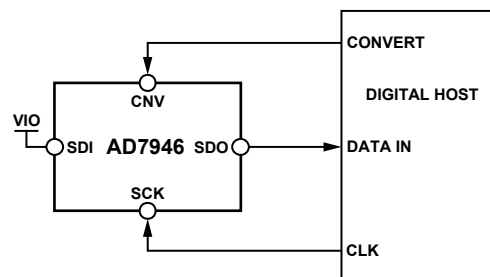 CONVERT
CNV
DIGITAL HOST
VIO
SDI
AD7946
SDO
DATA IN
SCK
CLK